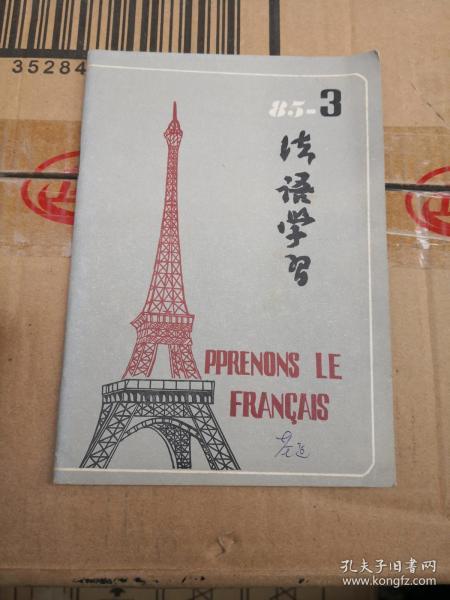 35284
85-3
法语学习
PPRENONS LE
FRANÇAIS
孔夫子旧书网
www.kongfz.com